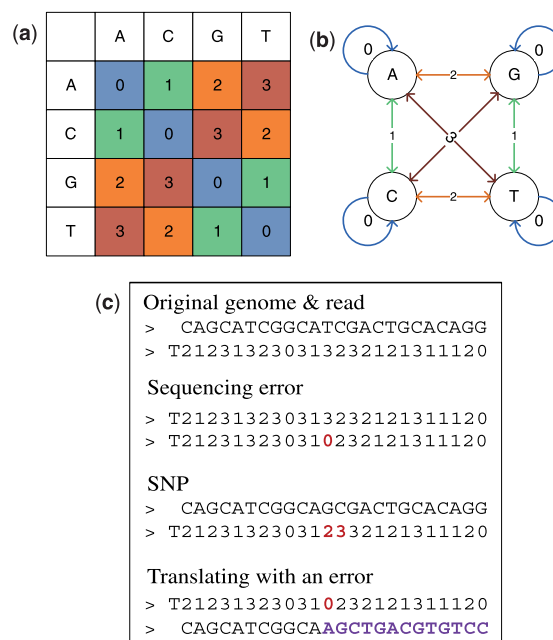 (a)
A C G T
A 0 1 2 3
C 1 0 3 2
G 2 3 0 1
T 3 2 1 0
(b)
0 0
A 2 G
1 3 1
C 2 T
0 0
(c)
Original genome & read
> CAGCATCGGCATCGACTGCACAGG
> T212313230313232121311120
Sequencing error
> T212313230313232121311120
> T212313230310232121311120
SNP
> CAGCATCGGCAGCGACTGCACAGG
> T212313230312332121311120
Translating with an error
> T212313230310232121311120
> CAGCATCGGCAAGCTGACGTGTCC